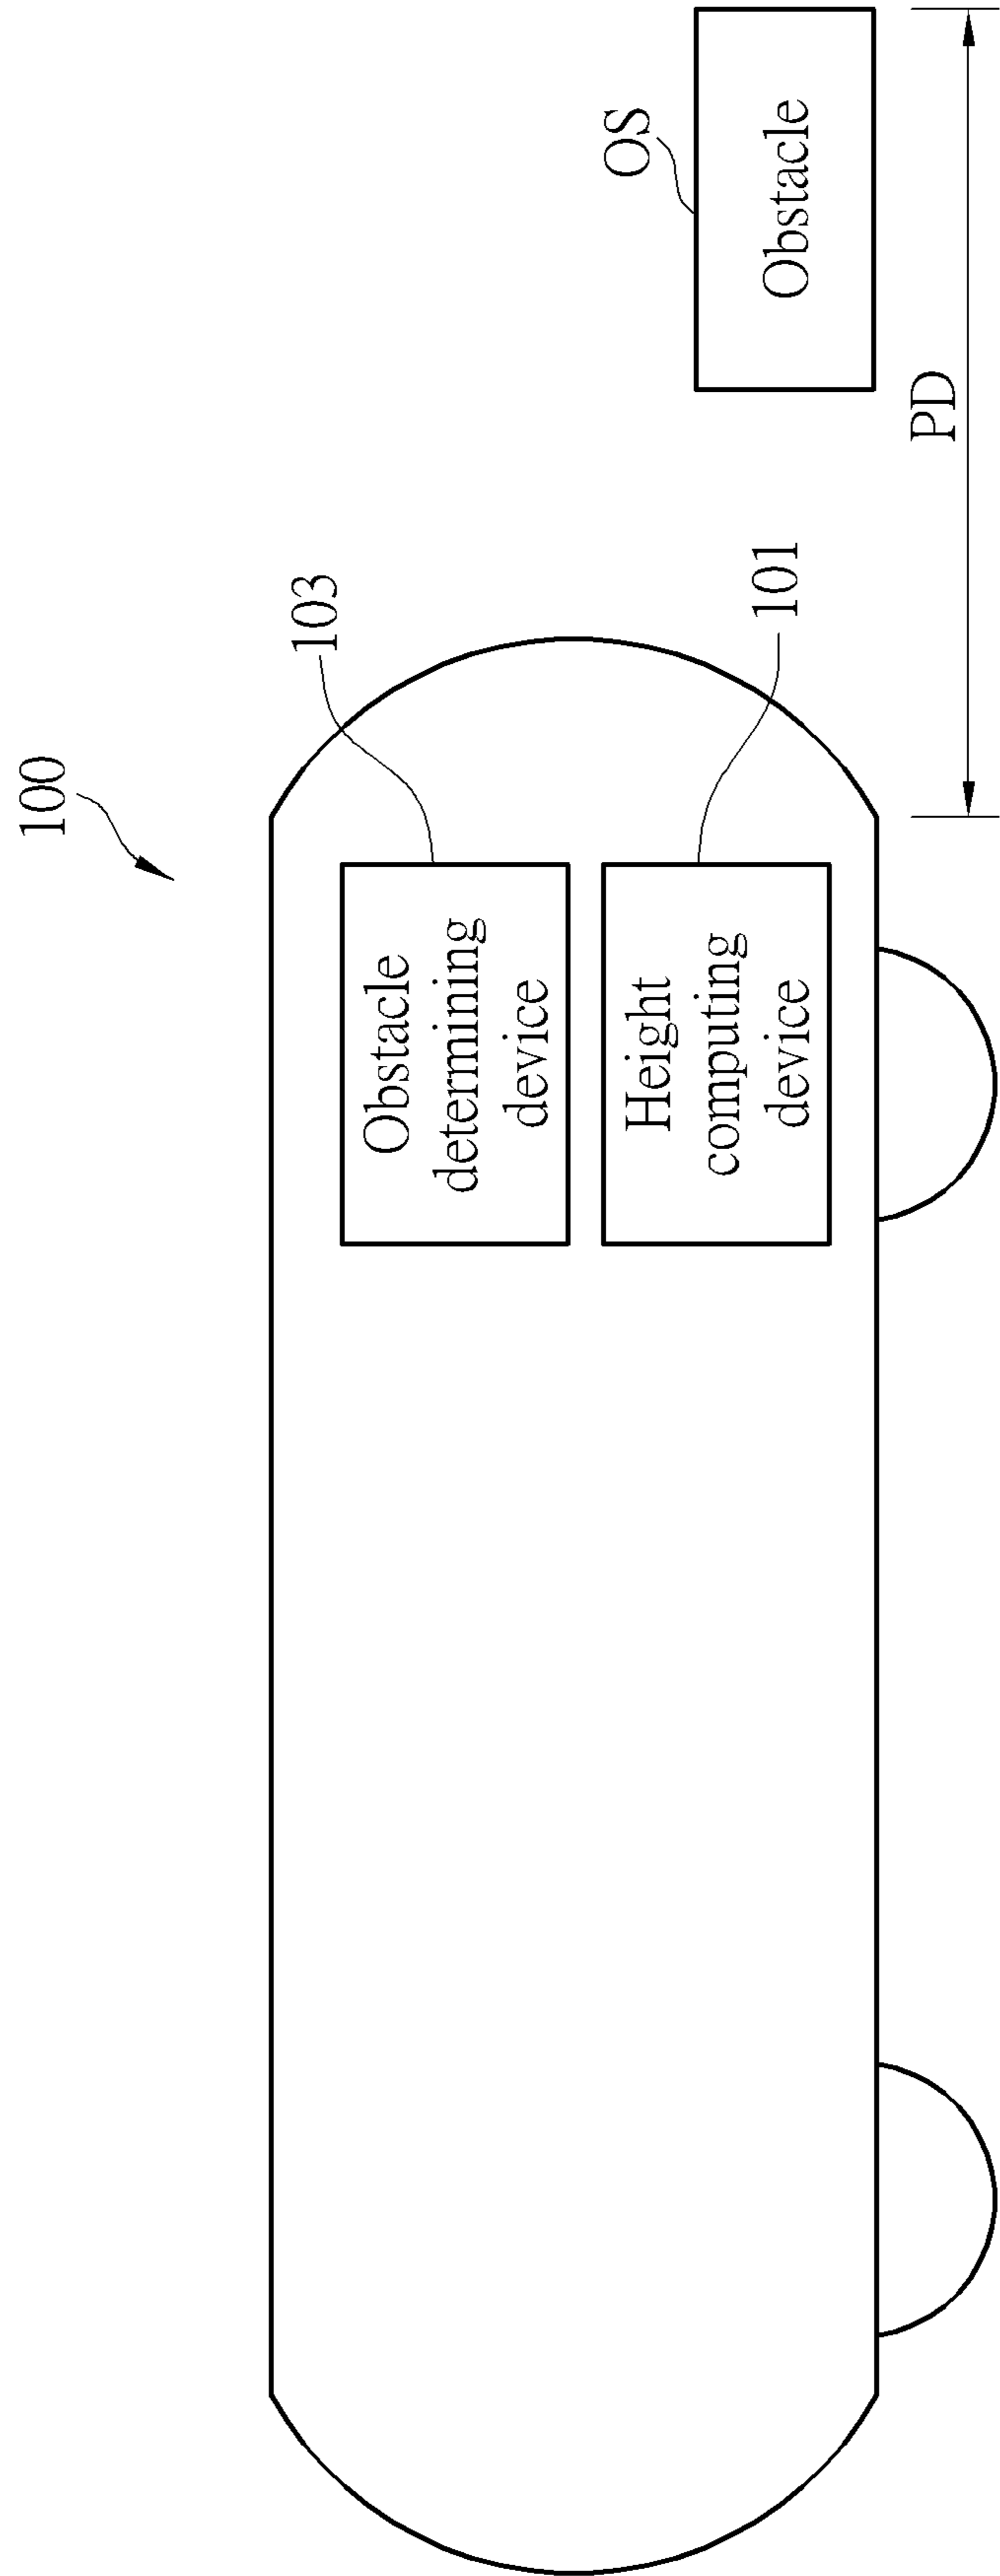 100
103
Obstacle
determining
device
101
Height
computing
device
OS
Obstacle
PD